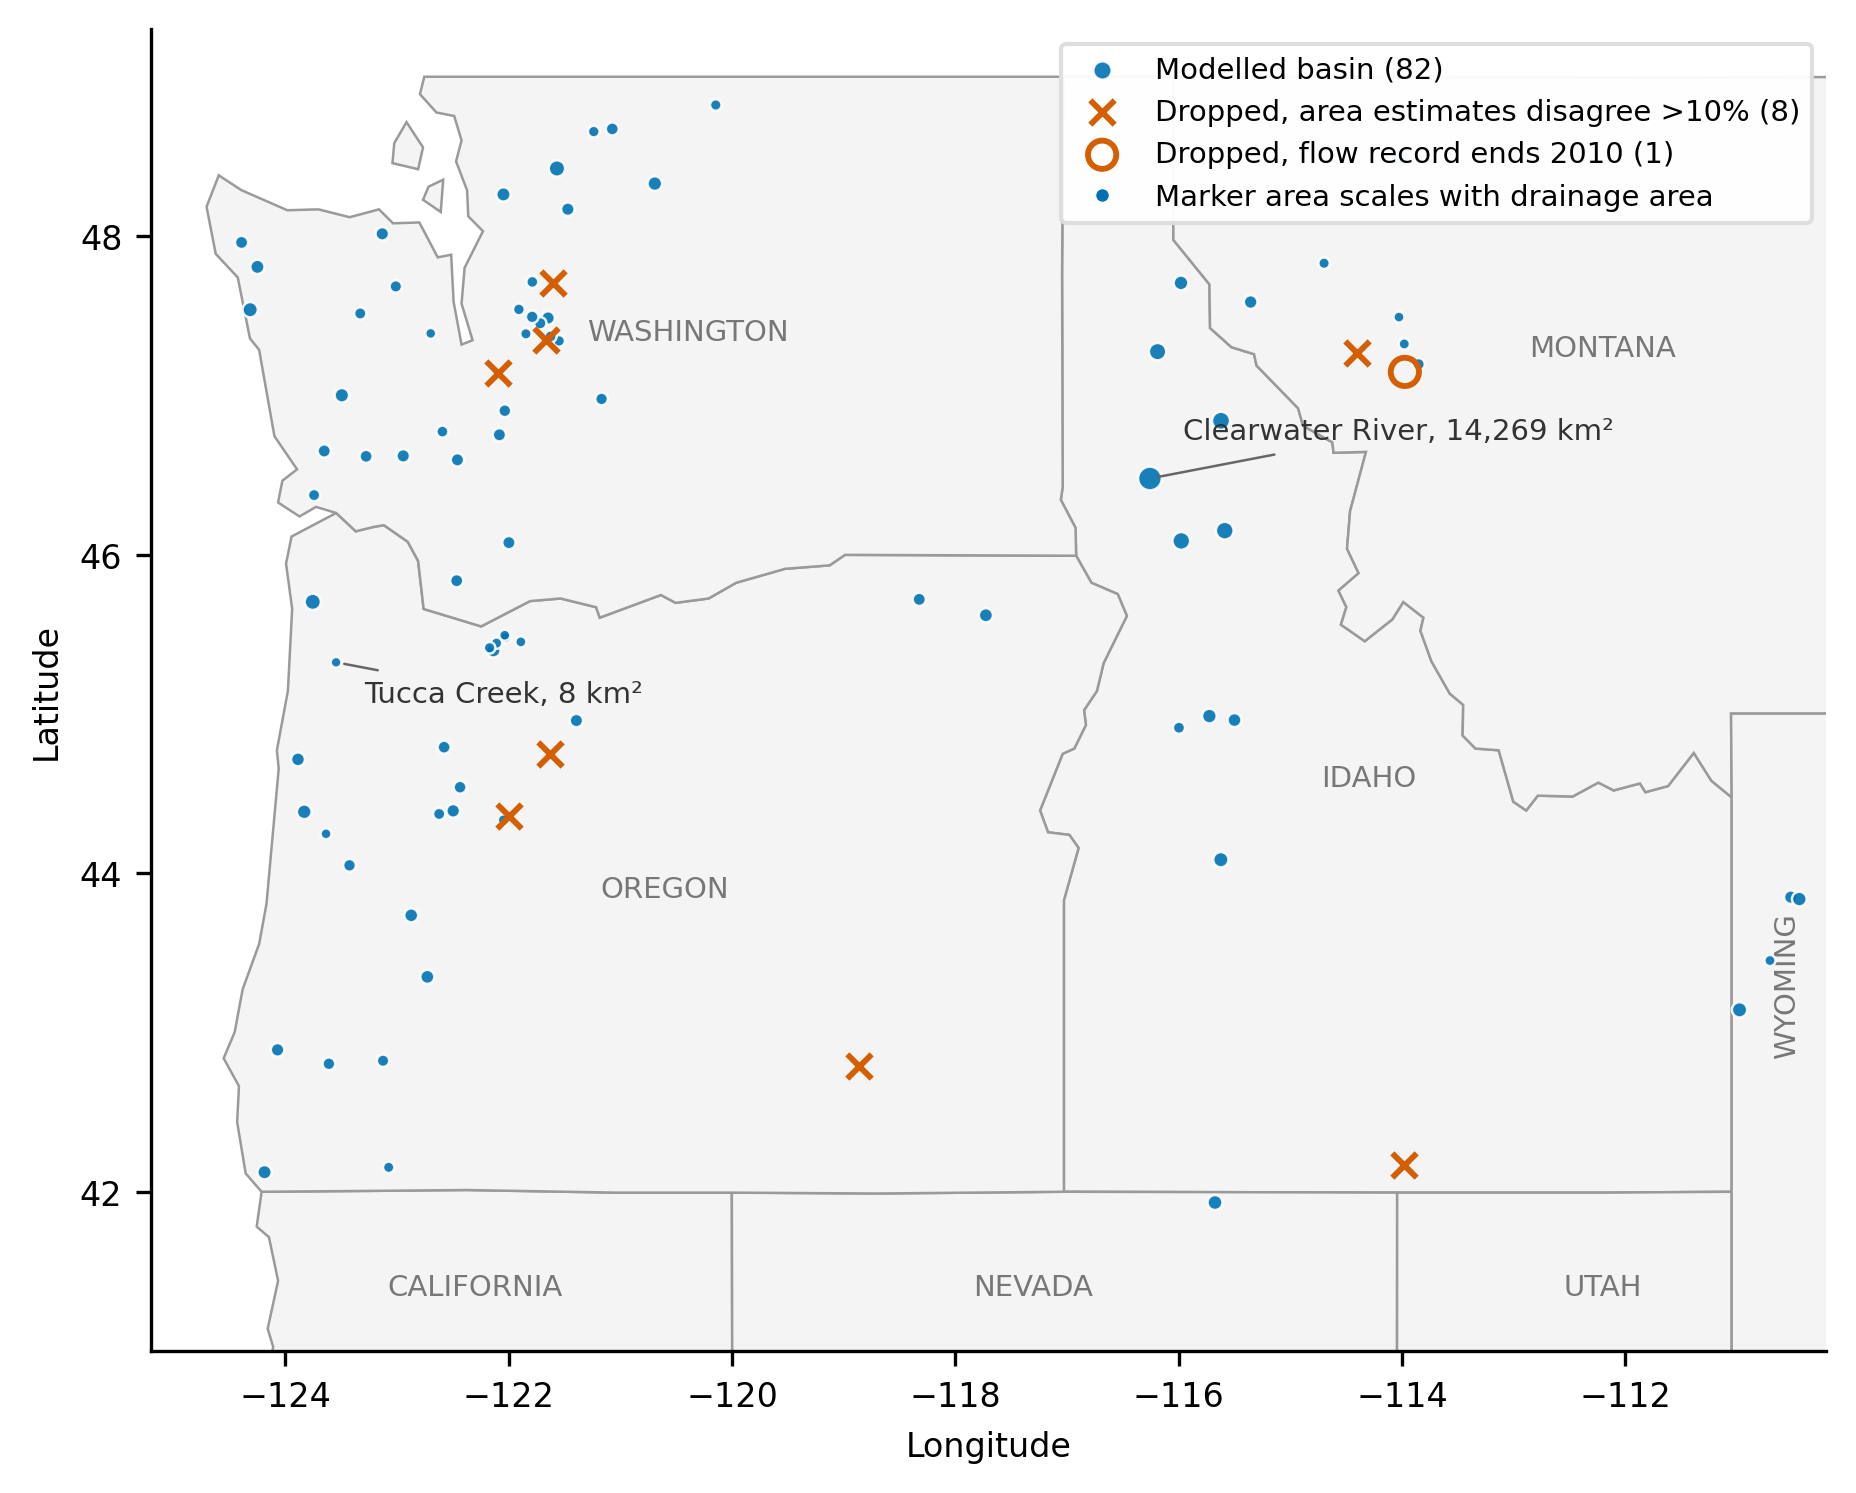 Modelled basin (82)
Dropped, area estimates disagree >10% (8)
Dropped, flow record ends 2010 (1)
Marker area scales with drainage area
48
WASHINGTON
MONTANA
Clearwater River, 14,269 km²
46
Tucca Creek, 8 km²
Latitude
IDAHO
44
OREGON
WYOMING
42
CALIFORNIA
NEVADA
UTAH
−124
−122
−120
−118
−116
−114
−112
Longitude